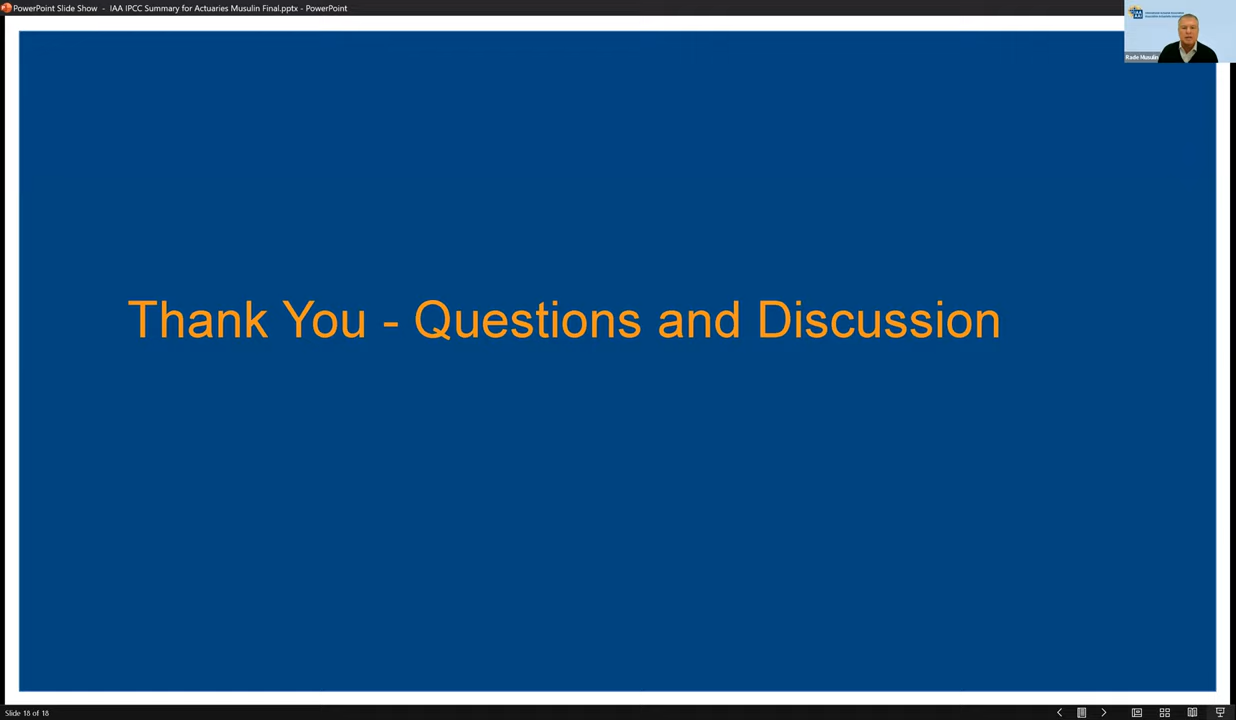 PowerPoint Slide Show - IAA IPCC Summary for Actuaries Musulin Final.pptx - PowerPoint
Rade Musulin
Thank You - Questions and Discussion
Slide 18 of 18